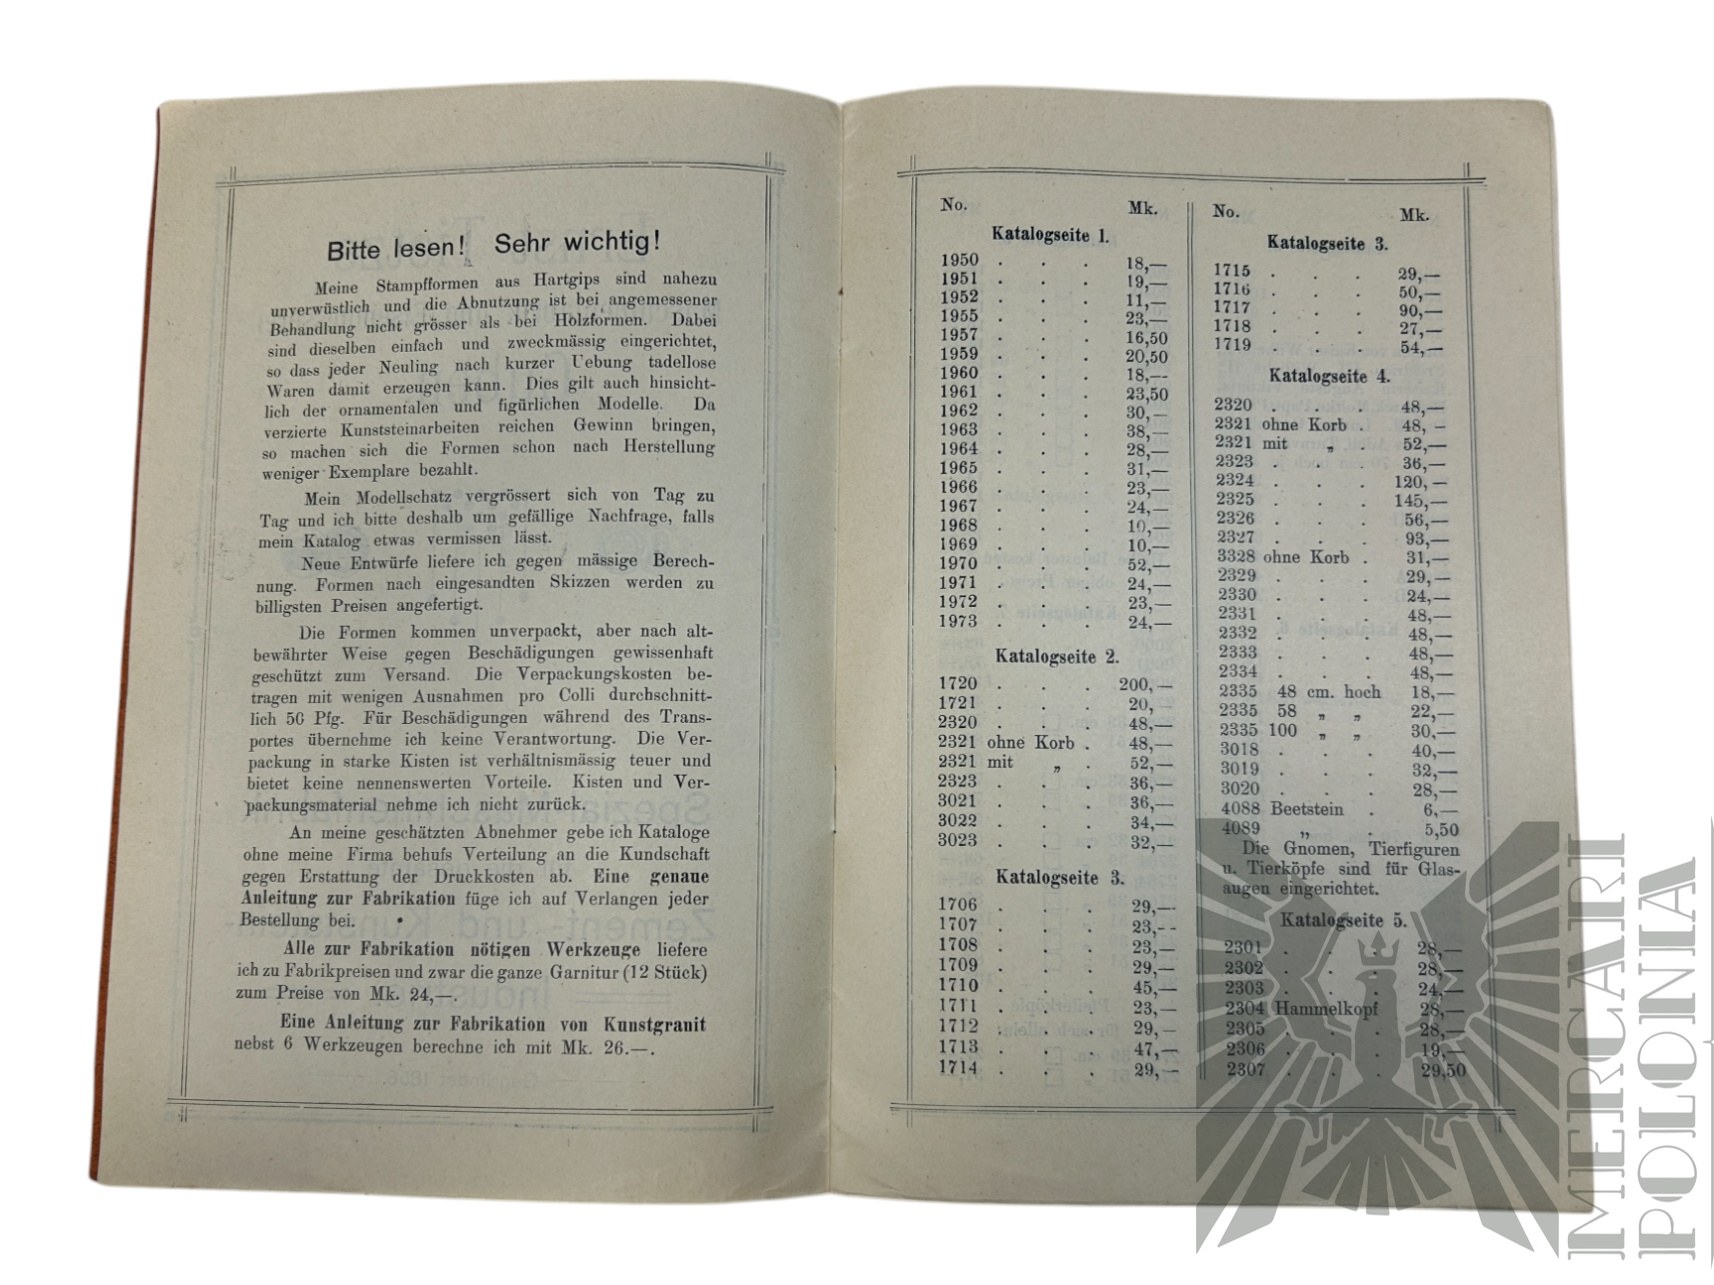 Bitte lesen! Sehr wichtig!
Meine Stampfformen aus Hartgips sind nahezu
unverwüstlich und die Abnutzung ist bei angemessener
Behandlung nicht grösser als bei Holzformen. Dabei
sind dieselben einfach und zweckmässig eingerichtet,
so dass jeder Neuling nach kurzer Uebung tadellose
Waren damit erzeugen kann. Dies gilt auch hinsicht-
lich der ornamentalen und figürlichen Modelle. Da
verzierte Kunststeinarbeiten reichen Gewinn bringen,
so machen sich die Formen schon nach Herstellung
weniger Exemplare bezahlt.
Mein Modellschatz vergrössert sich von Tag zu
Tag und ich bitte deshalb um gefällige Nachfrage, falls
mein Katalog etwas vermissen lässt.
Neue Entwürfe liefere ich gegen mässige Berech-
nung. Formen nach eingesandten Skizzen werden zu
billigsten Preisen angefertigt.
Die Formen kommen unverpackt, aber nach alt-
bewährter Weise gegen Beschädigungen gewissenhaft
geschützt zum Versand. Die Verpackungskosten be-
tragen mit wenigen Ausnahmen pro Colli durchschnitt-
lich 50 Pfg. Für Beschädigungen während des Trans-
portes übernehme ich keine Verantwortung. Die Ver-
packung in starke Kisten ist verhältnismässig teuer und
bietet keine nennenswerten Vorteile. Kisten und Ver-
packungsmaterial nehme ich nicht zurück.
An meine geschätzten Abnehmer gebe ich Kataloge
ohne meine Firma behufs Verteilung an die Kundschaft
gegen Erstattung der Druckkosten ab. Eine genaue
Anleitung zur Fabrikation füge ich auf Verlangen jeder
Bestellung bei.
Alle zur Fabrikation nötigen Werkzeuge liefere
ich zu Fabrikpreisen und zwar die ganze Garnitur (12 Stück)
zum Preise von Mk. 24,—.
Eine Anleitung zur Fabrikation von Kunstgranit
nebst 6 Werkzeugen berechne ich mit Mk. 26.—.
No. Mk.
Katalogseite 1.
1950 . . . 18,—
1951 . . . 19,—
1952 . . . 11,—
1955 . . . 23,—
1957 . . . 16,50
1959 . . . 20,50
1960 . . . 18,—
1961 . . . 23,50
1962 . . . 30,—
1963 . . . 38,—
1964 . . . 28,—
1965 . . . 31,—
1966 . . . 23,—
1967 . . . 24,—
1968 . . . 10,—
1969 . . . 10,—
1970 . . . 52,—
1971 . . . 24,—
1972 . . . 23,—
1973 . . . 24,—
Katalogseite 2.
1720 . . . 200,—
1721 . . . 20,—
2320 . . . 48,—
2321 ohne Korb . 48,—
2321 mit „ . 52,—
2323 . . . 36,—
3021 . . . 36,—
3022 . . . 34,—
3023 . . . 32,—
Katalogseite 3.
1706 . . . 29,—
1707 . . . 23,--
1708 . . . 23,—
1709 . . . 29,—
1710 . . . 45,—
1711 . . . 23,—
1712 . . . 29,—
1713 . . . 47,—
1714 . . . 29,—
No. Mk.
Katalogseite 3.
1715 . . . 29,—
1716 . . . 50,—
1717 . . . 90,—
1718 . . . 27,—
1719 . . . 54,—
Katalogseite 4.
2320 . . . 48,—
2321 ohne Korb . 48, –
2321 mit „ . 52,—
2323 . . . 36,—
2324 . . . 120,—
2325 . . . 145,—
2326 . . . 56,—
2327 . . . 93,—
3328 ohne Korb . 31,—
2329 . . . 29,—
2330 . . . 24,—
2331 . . . 48,—
2332 . . . 48,—
2333 . . . 48,—
2334 . . . 48,—
2335 48 cm. hoch 18,—
2335 58 „ „ 22,—
2335 100 „ „ 30,—
3018 . . . 40,—
3019 . . . 32,—
3020 . . . 28,—
4088 Beetstein . 6,—
4089 „ . 5,50
Die Gnomen, Tierfiguren
u. Tierköpfe sind für Glas-
augen eingerichtet.
Katalogseite 5.
2301 . . . 28,—
2302 . . . 28,—
2303 . . . 24,—
2304 Hammelkopf 28,—
2305 . . . 28,—
2306 . . . 19,—
2307 . . . 29,50
MERCARI
POLONIA